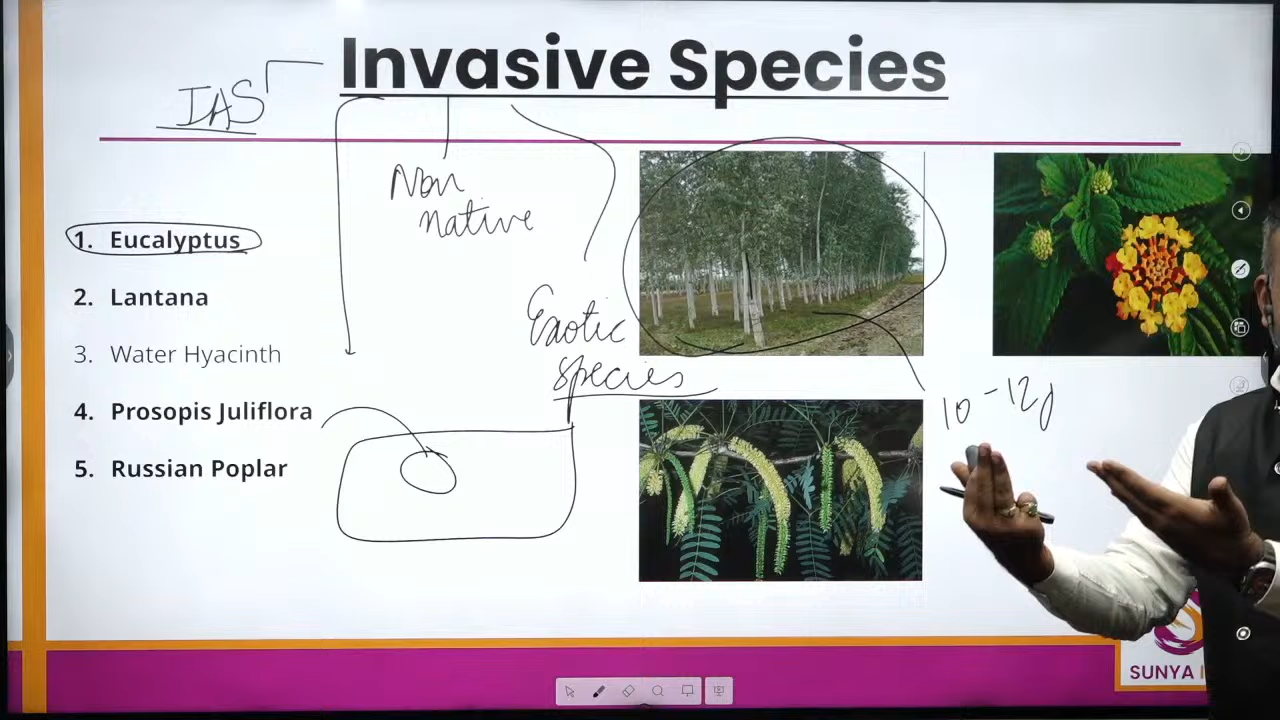 Invasive Species
IAS
Non
native
1. Eucalyptus
2. Lantana
3. Water Hyacinth
4. Prosopis Juliflora
5. Russian Poplar
Exotic
species
10-12y
SUNYA